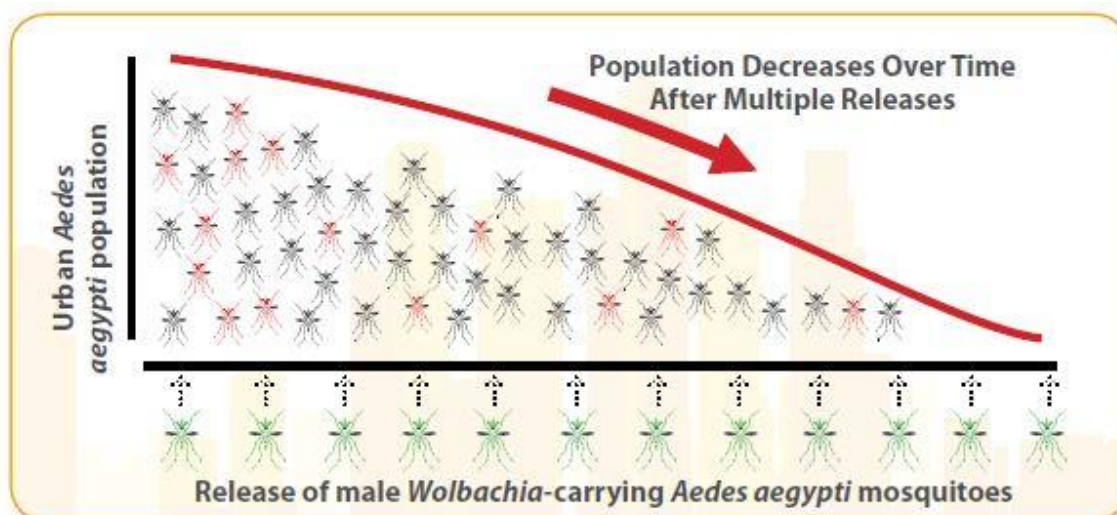 Population Decreases Over Time
After Multiple Releases
Urban Aedes
aegypti population
Release of male Wolbachia-carrying Aedes aegypti mosquitoes